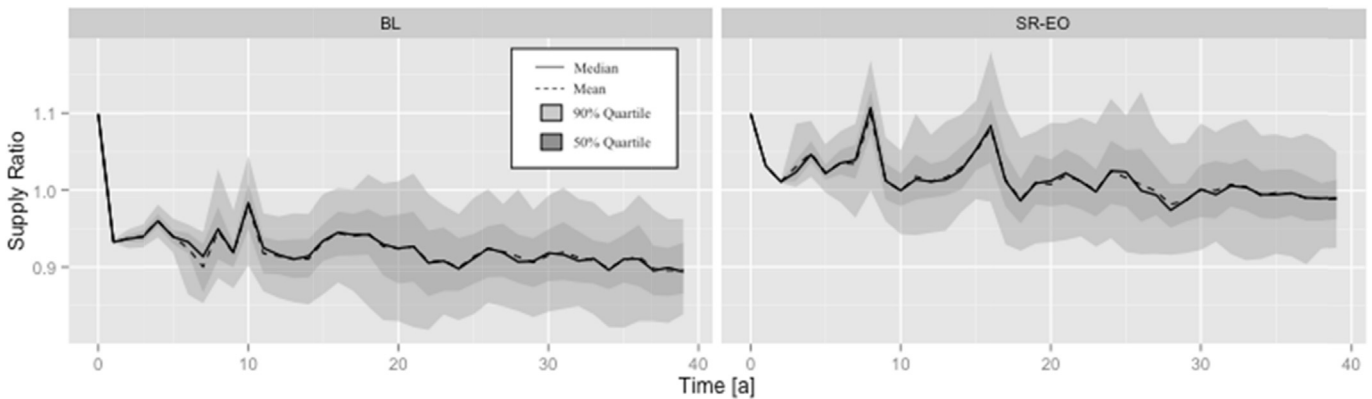 BL
SR-EO
Median
Mean
90% Quartile
50% Quartile
Supply Ratio
1.1
1.0
0.9
0 10 20 30 40
0 10 20 30 40
Time [a]